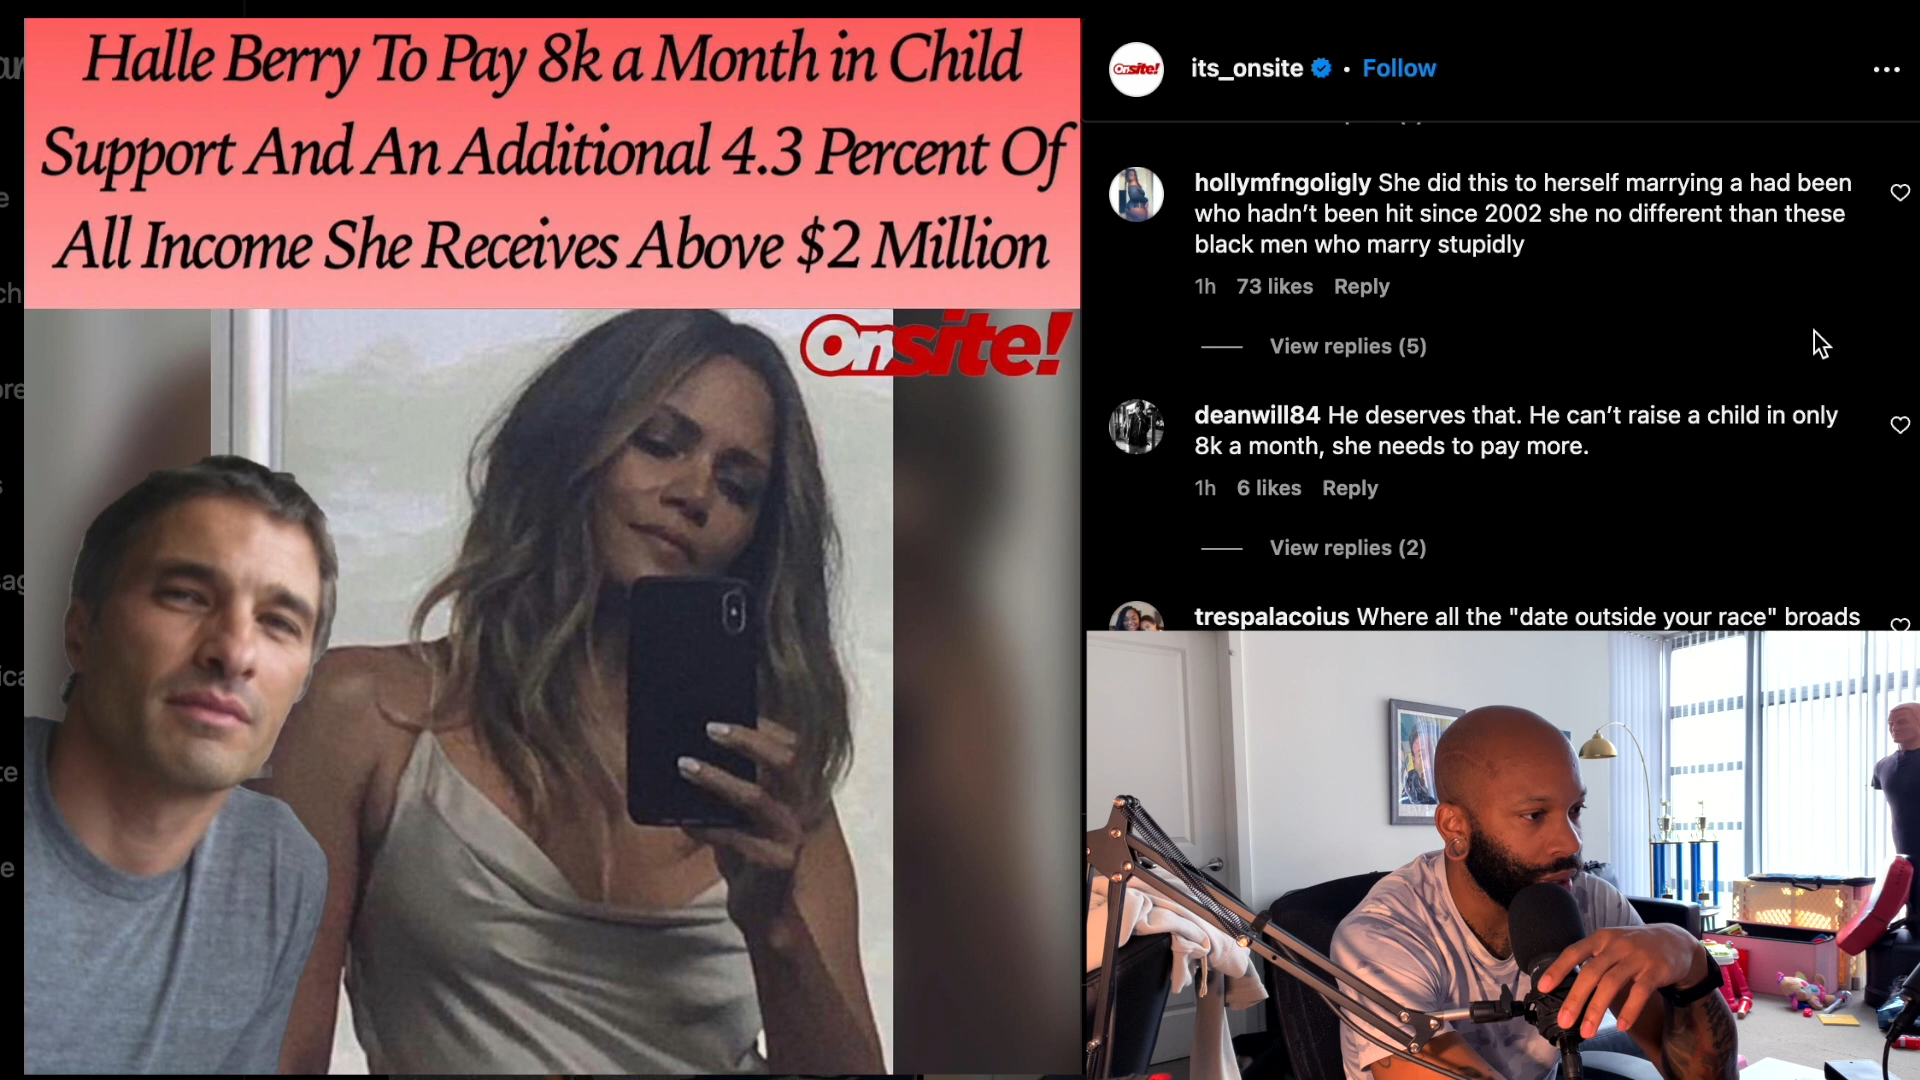 Halle Berry To Pay 8k a Month in Child
Support And An Additional 4.3 Percent Of
All Income She Receives Above $2 Million
Onsite!
Onsite!
its_onsite • Follow
hollymfngoligly She did this to herself marrying a had been
who hadn’t been hit since 2002 she no different than these
black men who marry stupidly
1h 73 likes Reply
View replies (5)
deanwill84 He deserves that. He can’t raise a child in only
8k a month, she needs to pay more.
1h 6 likes Reply
View replies (2)
trespalacoius Where all the "date outside your race" broads